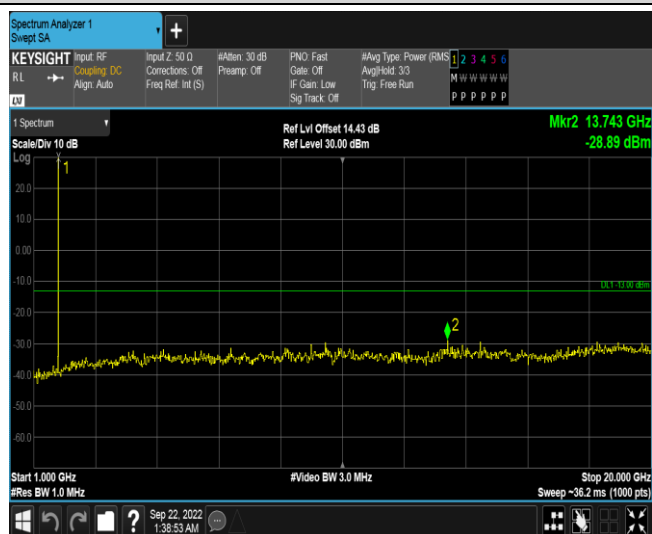 Spectrum Analyzer 1
Swept SA
+
KEYSIGHT
RL
Input: RF
Coupling: DC
Align: Auto
Input Z: 50 Ω
Corrections: Off
Freq Ref: Int (S)
#Atten: 30 dB
Preamp: Off
PNO: Fast
Gate: Off
IF Gain: Low
Sig Track: Off
#Avg Type: Power (RMS
Avg|Hold: 3/3
Trig: Free Run
1 2 3 4 5 6
M W W W W W
P P P P P P
LXI
1 Spectrum
Scale/Div 10 dB
Log
Ref Lvl Offset 14.43 dB
Ref Level 30.00 dBm
Mkr2 13.743 GHz
-28.89 dBm
1
20.0
10.0
0.00
-10.0
DL1 -13.00 dBm
2
-20.0
-30.0
-40.0
-50.0
-60.0
Start 1.000 GHz
#Res BW 1.0 MHz
#Video BW 3.0 MHz
Stop 20.000 GHz
Sweep ~36.2 ms (1000 pts)
?
Sep 22, 2022
1:38:53 AM